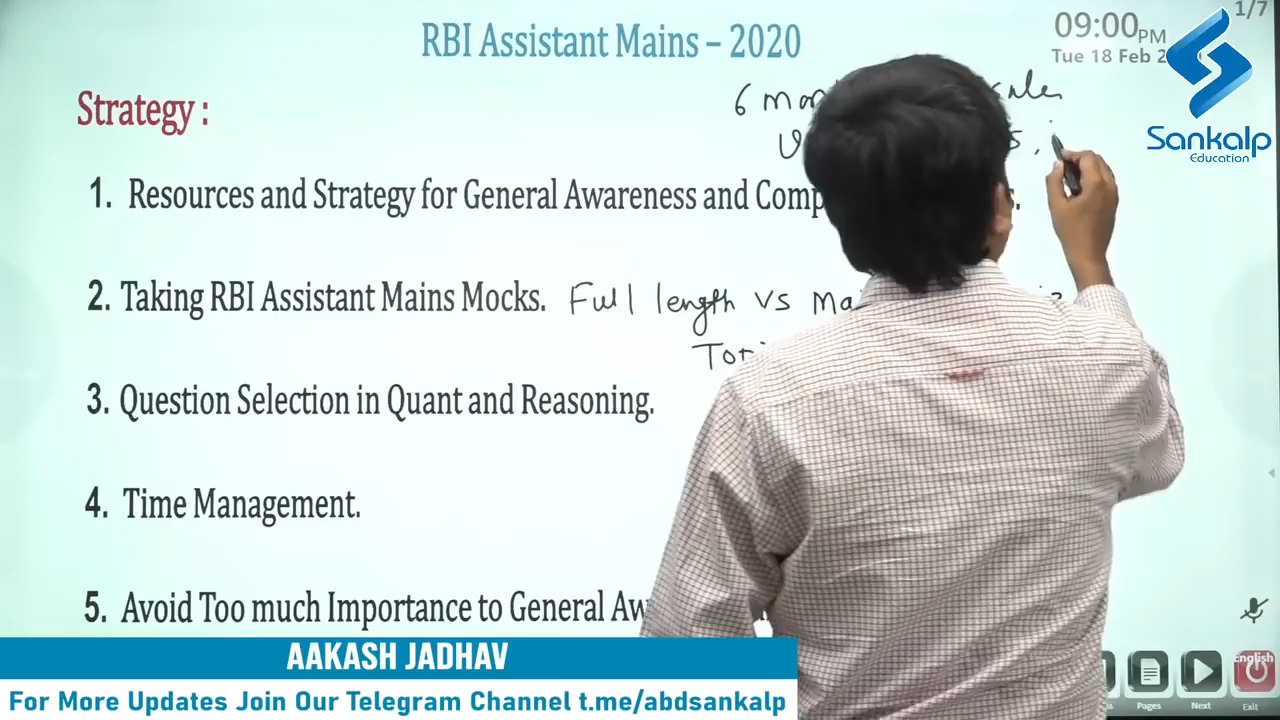 RBI Assistant Mains – 2020
1/7
09:00 PM
Tue 18 Feb
Sankalp
Education
Strategy :
6
1. Resources and Strategy for General Awareness and
2. Taking RBI Assistant Mains Mocks. Full length vs
3. Question Selection in Quant and Reasoning.
4. Time Management.
5. Avoid Too much Importance to General
English
Pages
Next
Exit
AAKASH JADHAV
For More Updates Join Our Telegram Channel t.me/abdsankalp